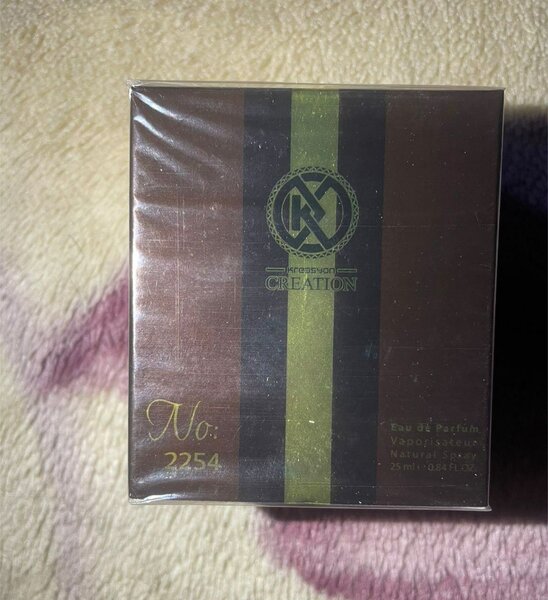 K
kreasyon
CREATION
No:
2254
Eau de Parfum
Vaporisateur
Natural Spray
25 ml · 0.84 FL.OZ.